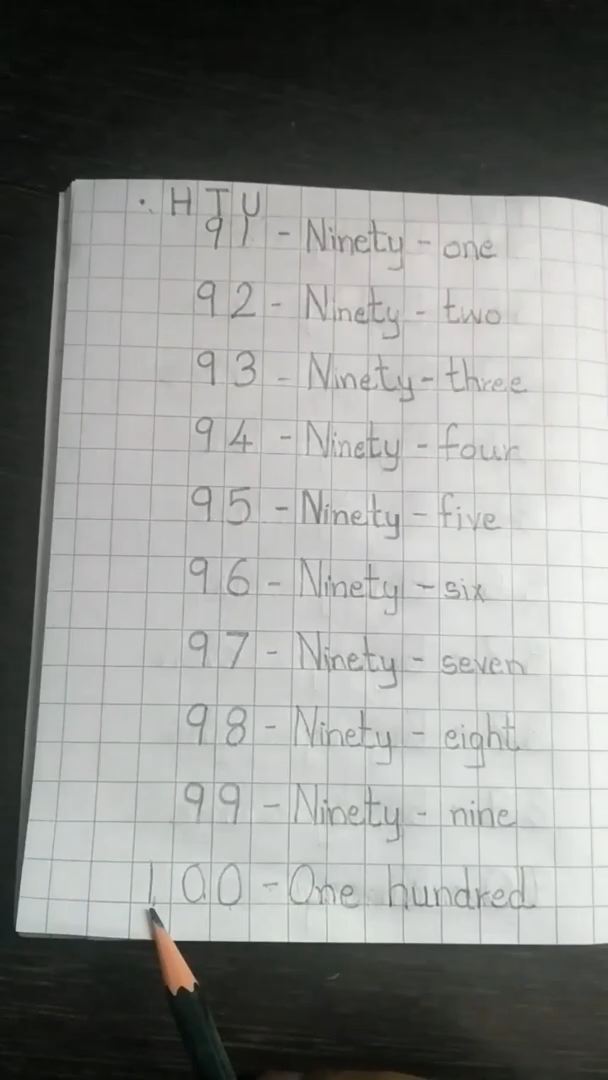 H T U
91 - Ninety - one
92 - Ninety - two
93 - Ninety - three
94 - Ninety - four
95 - Ninety - five
96 - Ninety - six
97 - Ninety - seven
98 - Ninety - eight
99 - Ninety - nine
100 - One hundred